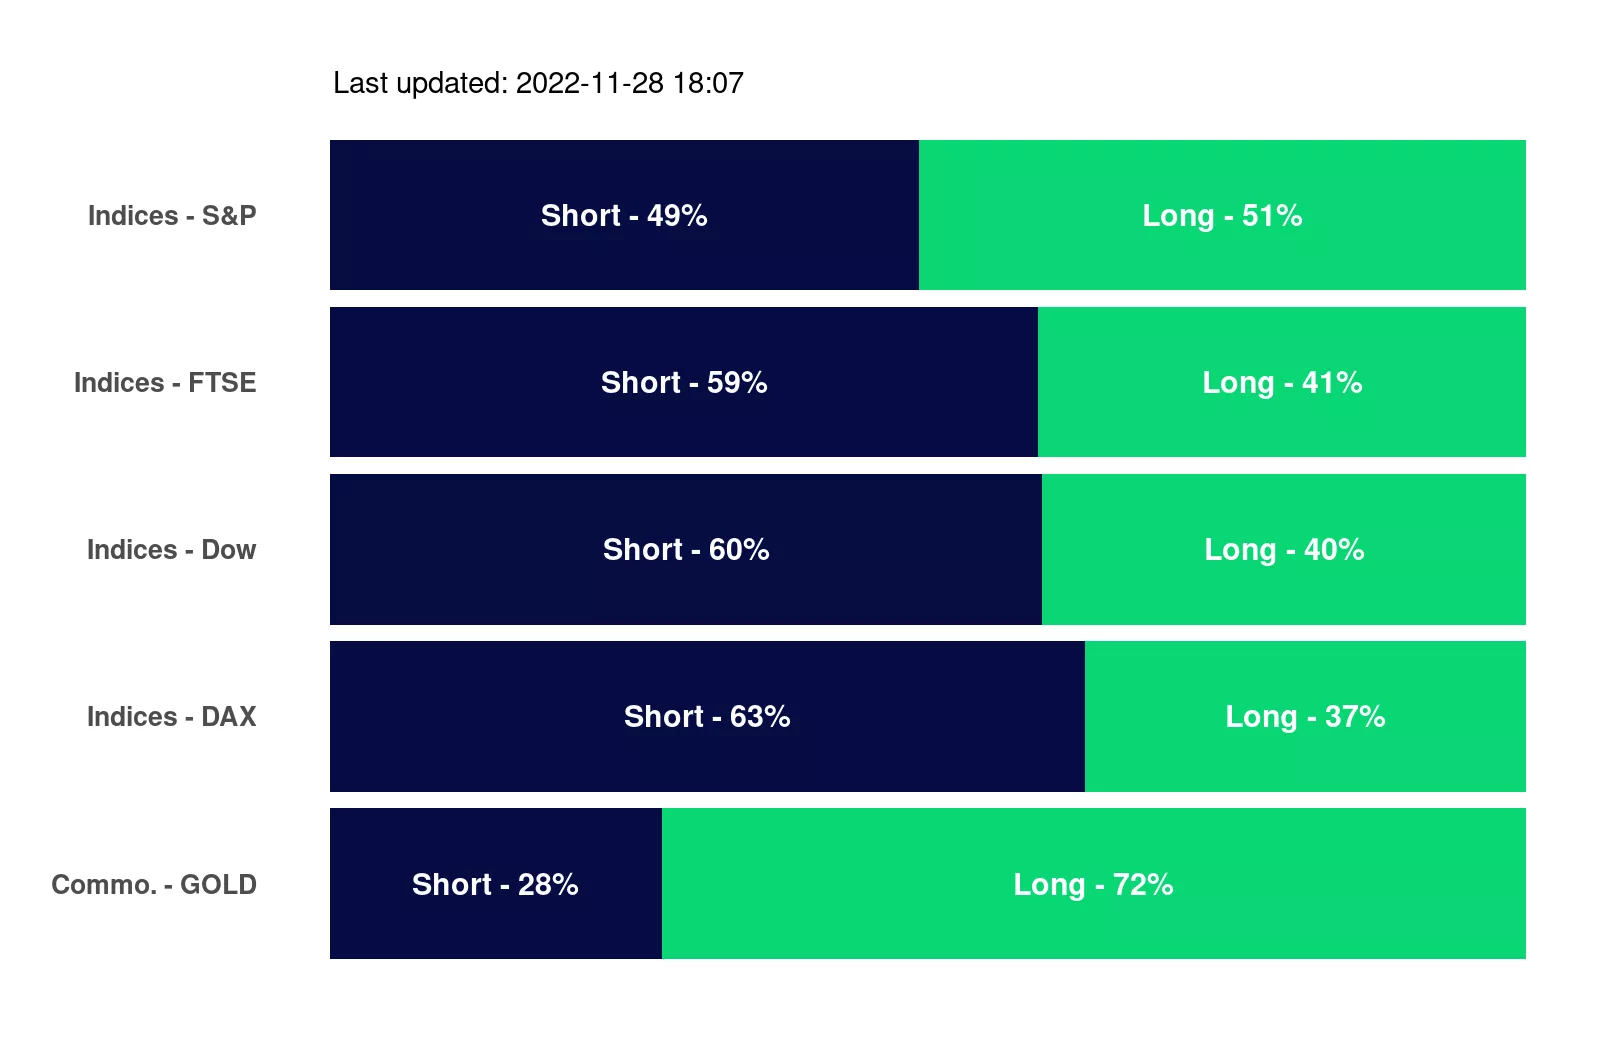 Last updated: 2022-11-28 18:07
Indices - S&P Short - 49% Long - 51%
Indices - FTSE Short - 59% Long - 41%
Indices - Dow Short - 60% Long - 40%
Indices - DAX Short - 63% Long - 37%
Commo. - GOLD Short - 28% Long - 72%